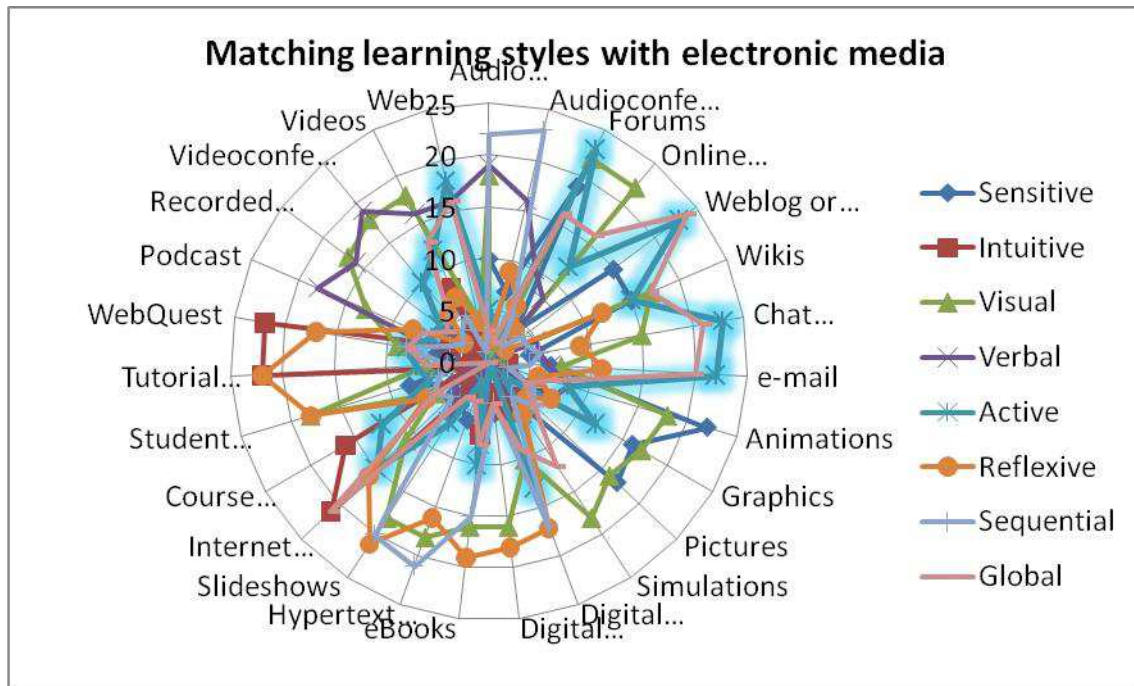 Matching learning styles with electronic media
Audio...
Audioconfe...
Forums
Online...
Weblog or...
Wikis
Chat...
e-mail
Animations
Graphics
Pictures
Simulations
Digital...
Digital...
eBooks
Hypertext...
Slideshows
Internet...
Course...
Student...
Tutorial...
WebQuest
Podcast
Recorded...
Videoconfe...
Videos
Web...
25
20
15
10
5
0
Sensitive
Intuitive
Visual
Verbal
Active
Reflexive
Sequential
Global